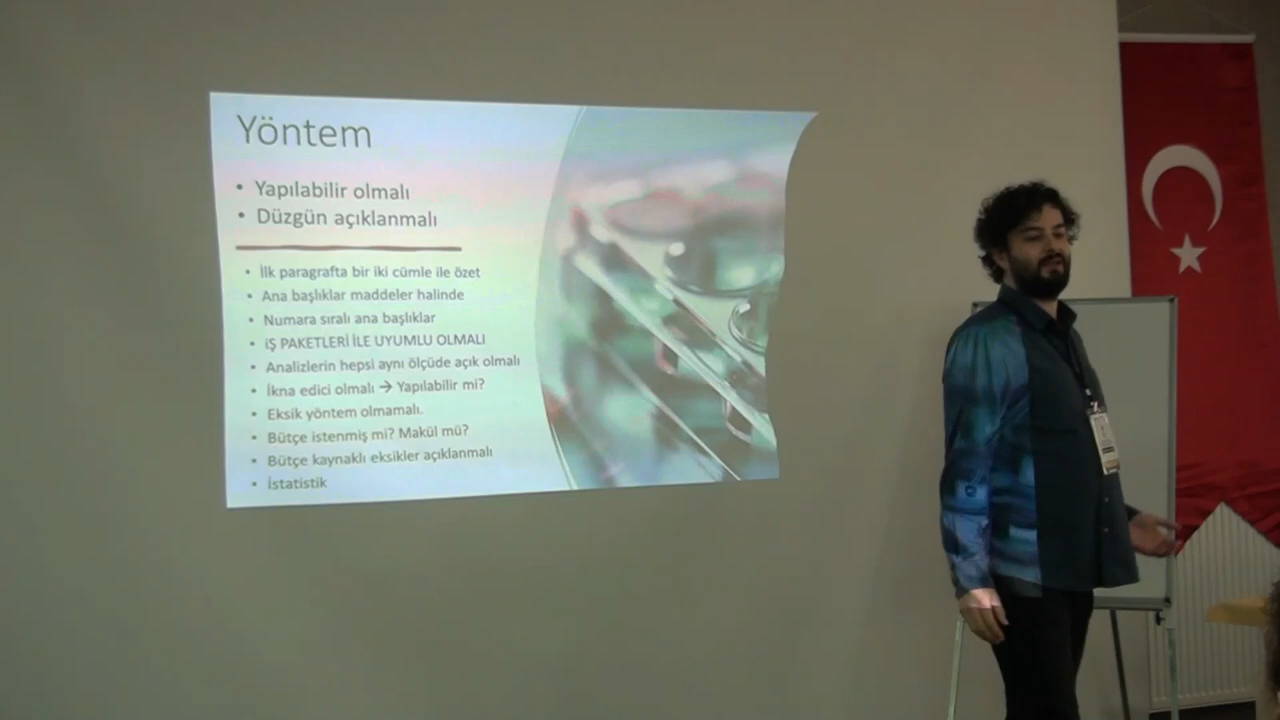 Yöntem
• Yapılabilir olmalı
• Düzgün açıklanmalı
• İlk paragrafta bir iki cümle ile özet
• Ana başlıklar maddeler halinde
• Numara sıralı ana başlıklar
• İŞ PAKETLERİ İLE UYUMLU OLMALI
• Analizlerin hepsi aynı ölçüde açık olmalı
• İkna edici olmalı → Yapılabilir mi?
• Eksik yöntem olmamalı.
• Bütçe istenmiş mi? Makül mü?
• Bütçe kaynaklı eksikler açıklanmalı
• İstatistik